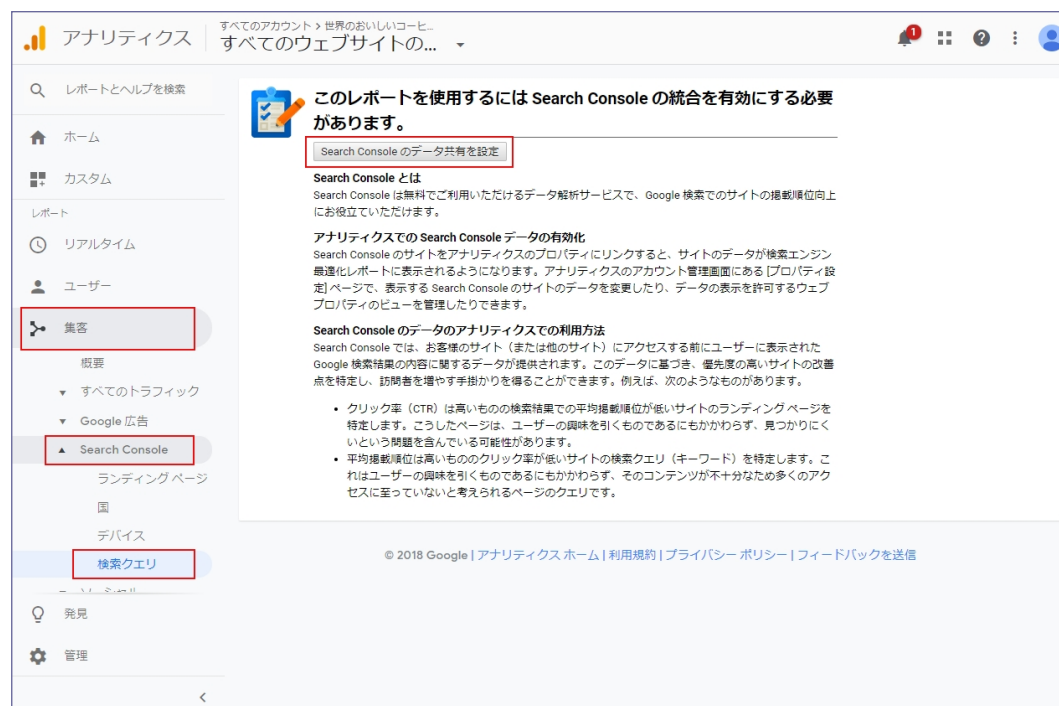 アナリティクス
すべてのアカウント > 世界のおいしいコーヒ...
すべてのウェブサイトの...
1
レポートとヘルプを検索
ホーム
カスタム
レポート
リアルタイム
ユーザー
集客
概要
すべてのトラフィック
Google 広告
Search Console
ランディング ページ
国
デバイス
検索クエリ
発見
管理
このレポートを使用するには Search Console の統合を有効にする必要
があります。
Search Console のデータ共有を設定
Search Console とは
Search Console は無料でご利用いただけるデータ解析サービスで、Google 検索でのサイトの掲載順位向上
にお役立ていただけます。
アナリティクスでの Search Console データの有効化
Search Console のサイトをアナリティクスのプロパティにリンクすると、サイトのデータが検索エンジン
最適化レポートに表示されるようになります。アナリティクスのアカウント管理画面にある [プロパティ設
定] ページで、表示する Search Console のサイトのデータを変更したり、データの表示を許可するウェブ
プロパティのビューを管理したりできます。
Search Console のデータのアナリティクスでの利用方法
Search Console では、お客様のサイト（または他のサイト）にアクセスする前にユーザーに表示された
Google 検索結果の内容に関するデータが提供されます。このデータに基づき、優先度の高いサイトの改善
点を特定し、訪問者を増やす手掛かりを得ることができます。例えば、次のようなものがあります。
• クリック率（CTR）は高いものの検索結果での平均掲載順位が低いサイトのランディング ページを
特定します。こうしたページは、ユーザーの興味を引くものであるにもかかわらず、見つかりにく
いという問題を含んでいる可能性があります。
• 平均掲載順位は高いもののクリック率が低いサイトの検索クエリ（キーワード）を特定します。こ
れはユーザーの興味を引くものであるにもかかわらず、そのコンテンツが不十分なため多くのアク
セスに至っていないと考えられるページのクエリです。
© 2018 Google | アナリティクス ホーム | 利用規約 | プライバシー ポリシー | フィードバックを送信